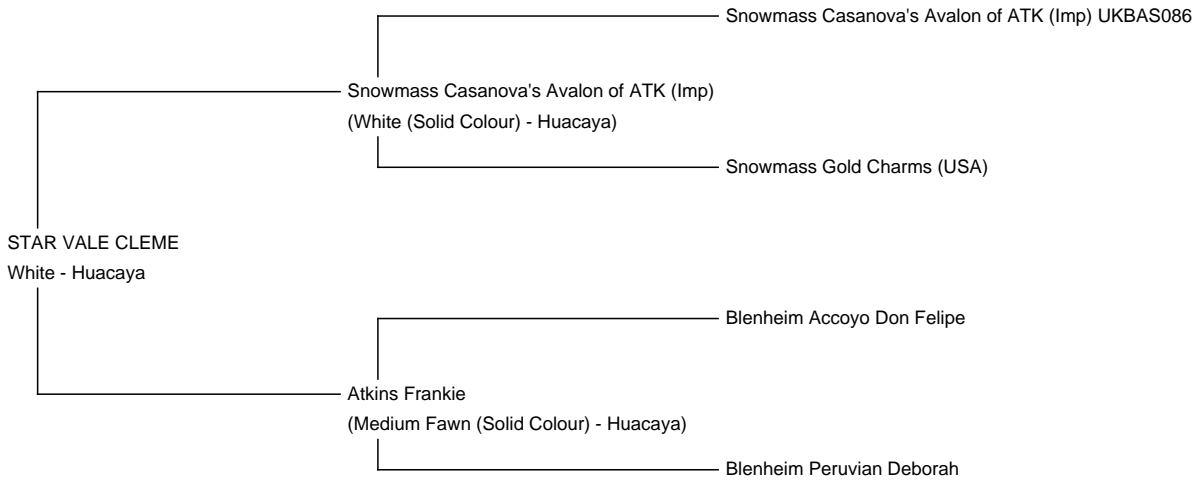 Snowmass Casanova's Avalon of ATK (Imp) UKBAS086
Snowmass Casanova's Avalon of ATK (Imp)
(White (Solid Colour) - Huacaya)
Snowmass Gold Charms (USA)
STAR VALE CLEME
White - Huacaya
Blenheim Accoyo Don Felipe
Atkins Frankie
(Medium Fawn (Solid Colour) - Huacaya)
Blenheim Peruvian Deborah